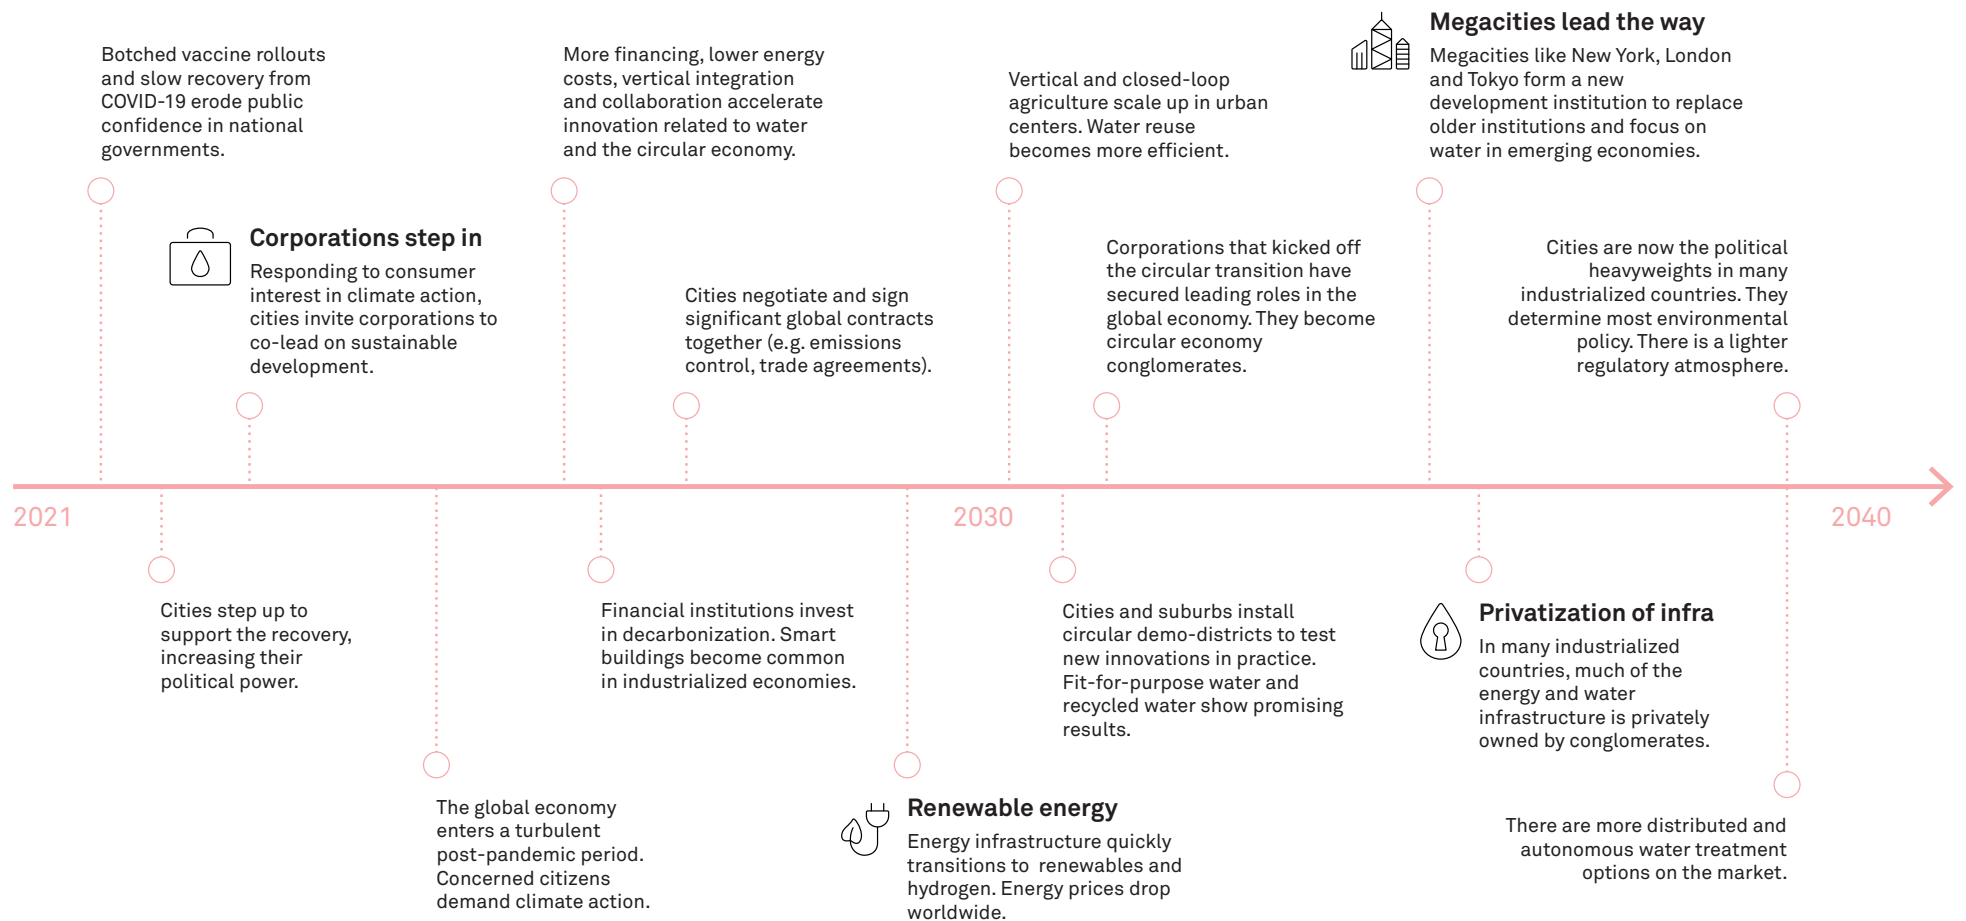 Botched vaccine rollouts
and slow recovery from
COVID-19 erode public
confidence in national
governments.
Corporations step in
Responding to consumer
interest in climate action,
cities invite corporations to
co-lead on sustainable
development.
More financing, lower energy
costs, vertical integration
and collaboration accelerate
innovation related to water
and the circular economy.
Cities negotiate and sign
significant global contracts
together (e.g. emissions
control, trade agreements).
Vertical and closed-loop
agriculture scale up in urban
centers. Water reuse
becomes more efficient.
Corporations that kicked off
the circular transition have
secured leading roles in the
global economy. They become
circular economy
conglomerates.
Megacities lead the way
Megacities like New York, London
and Tokyo form a new
development institution to replace
older institutions and focus on
water in emerging economies.
Cities are now the political
heavyweights in many
industrialized countries. They
determine most environmental
policy. There is a lighter
regulatory atmosphere.
2021
2030
2040
Cities step up to
support the recovery,
increasing their
political power.
The global economy
enters a turbulent
post-pandemic period.
Concerned citizens
demand climate action.
Financial institutions invest
in decarbonization. Smart
buildings become common
in industrialized economies.
Renewable energy
Energy infrastructure quickly
transitions to renewables and
hydrogen. Energy prices drop
worldwide.
Cities and suburbs install
circular demo-districts to test
new innovations in practice.
Fit-for-purpose water and
recycled water show promising
results.
Privatization of infra
In many industrialized
countries, much of the
energy and water
infrastructure is privately
owned by conglomerates.
There are more distributed and
autonomous water treatment
options on the market.